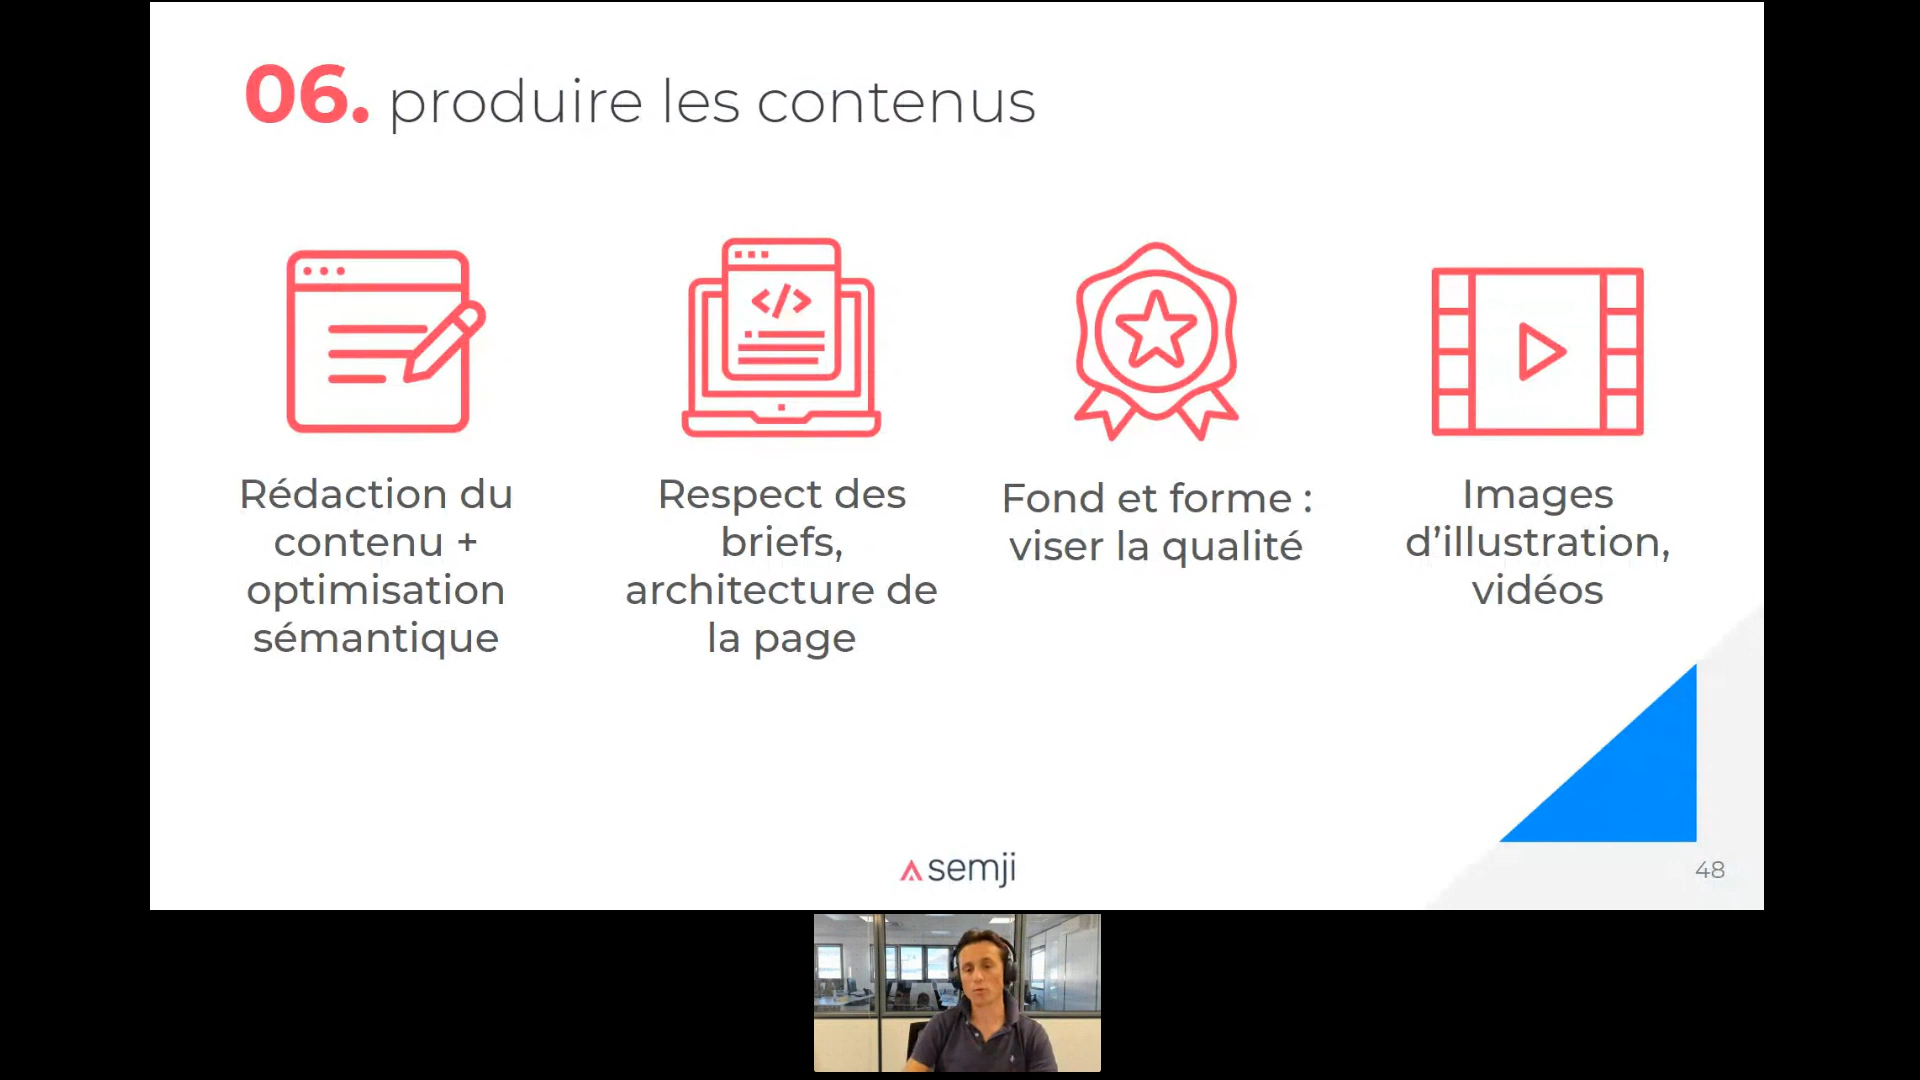 06. produire les contenus
</>
Rédaction du
contenu +
optimisation
sémantique
Respect des
briefs,
architecture de
la page
Fond et forme :
viser la qualité
Images
d’illustration,
vidéos
semji
48